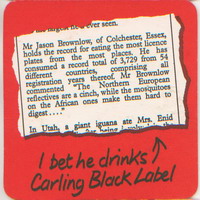 the largest he'd ever seen.
Mr Jason Brownlow, of Colchester, Essex,
holds the record for eating the most licence
plates from the most places. He has
consumed a total record of 3,729 from 54
different countries, comprising all
registration years thereof. Mr Brownlow
commented "The Northern European
reflectives are a cinch, while the mosquitoes
on the African ones make them hard to
digest...."
In Utah, a giant iguana ate Mrs. Enid
I bet he drinks
Carling Black Label